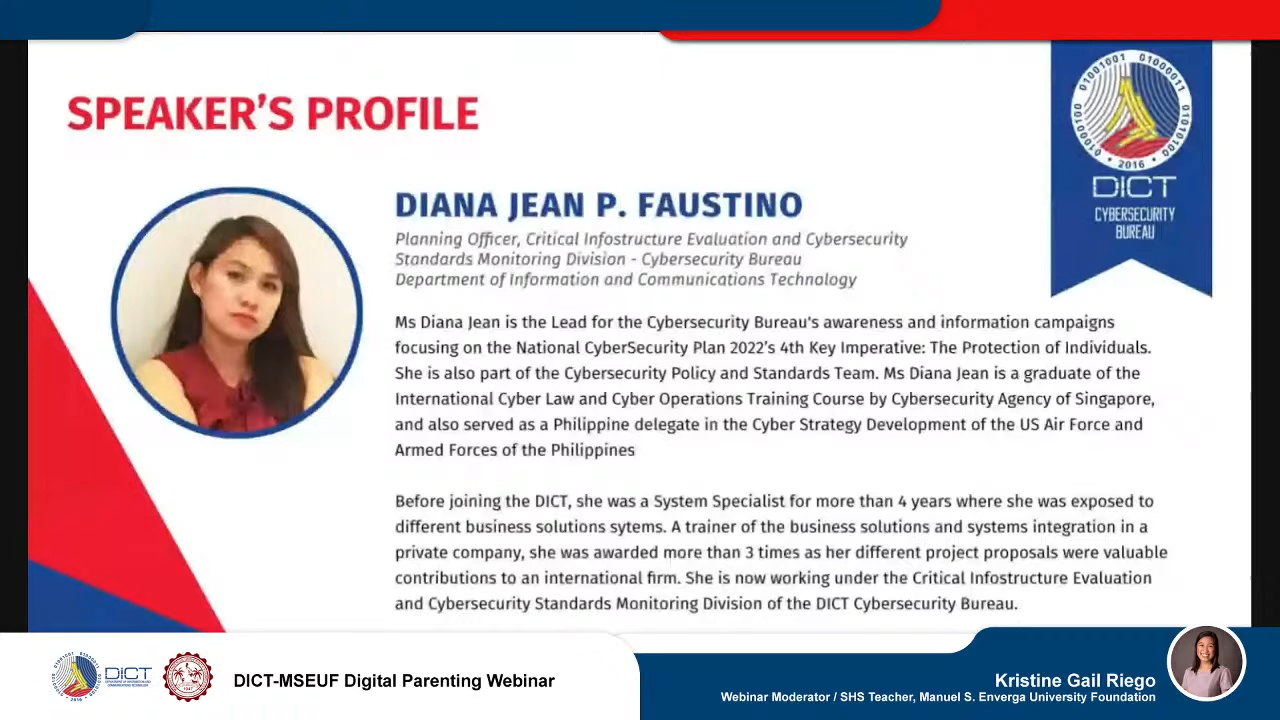 SPEAKER'S PROFILE
01001001 01000011
01000100 0101010
2016
DICT
CYBERSECURITY
BUREAU
DIANA JEAN P. FAUSTINO
Planning Officer, Critical Infostructure Evaluation and Cybersecurity
Standards Monitoring Division - Cybersecurity Bureau
Department of Information and Communications Technology
Ms Diana Jean is the Lead for the Cybersecurity Bureau's awareness and information campaigns
focusing on the National CyberSecurity Plan 2022's 4th Key Imperative: The Protection of Individuals.
She is also part of the Cybersecurity Policy and Standards Team. Ms Diana Jean is a graduate of the
International Cyber Law and Cyber Operations Training Course by Cybersecurity Agency of Singapore,
and also served as a Philippine delegate in the Cyber Strategy Development of the US Air Force and
Armed Forces of the Philippines
Before joining the DICT, she was a System Specialist for more than 4 years where she was exposed to
different business solutions sytems. A trainer of the business solutions and systems integration in a
private company, she was awarded more than 3 times as her different project proposals were valuable
contributions to an international firm. She is now working under the Critical Infostructure Evaluation
and Cybersecurity Standards Monitoring Division of the DICT Cybersecurity Bureau.
DICT
DICT-MSEUF Digital Parenting Webinar
Kristine Gail Riego
Webinar Moderator / SHS Teacher, Manuel S. Enverga University Foundation